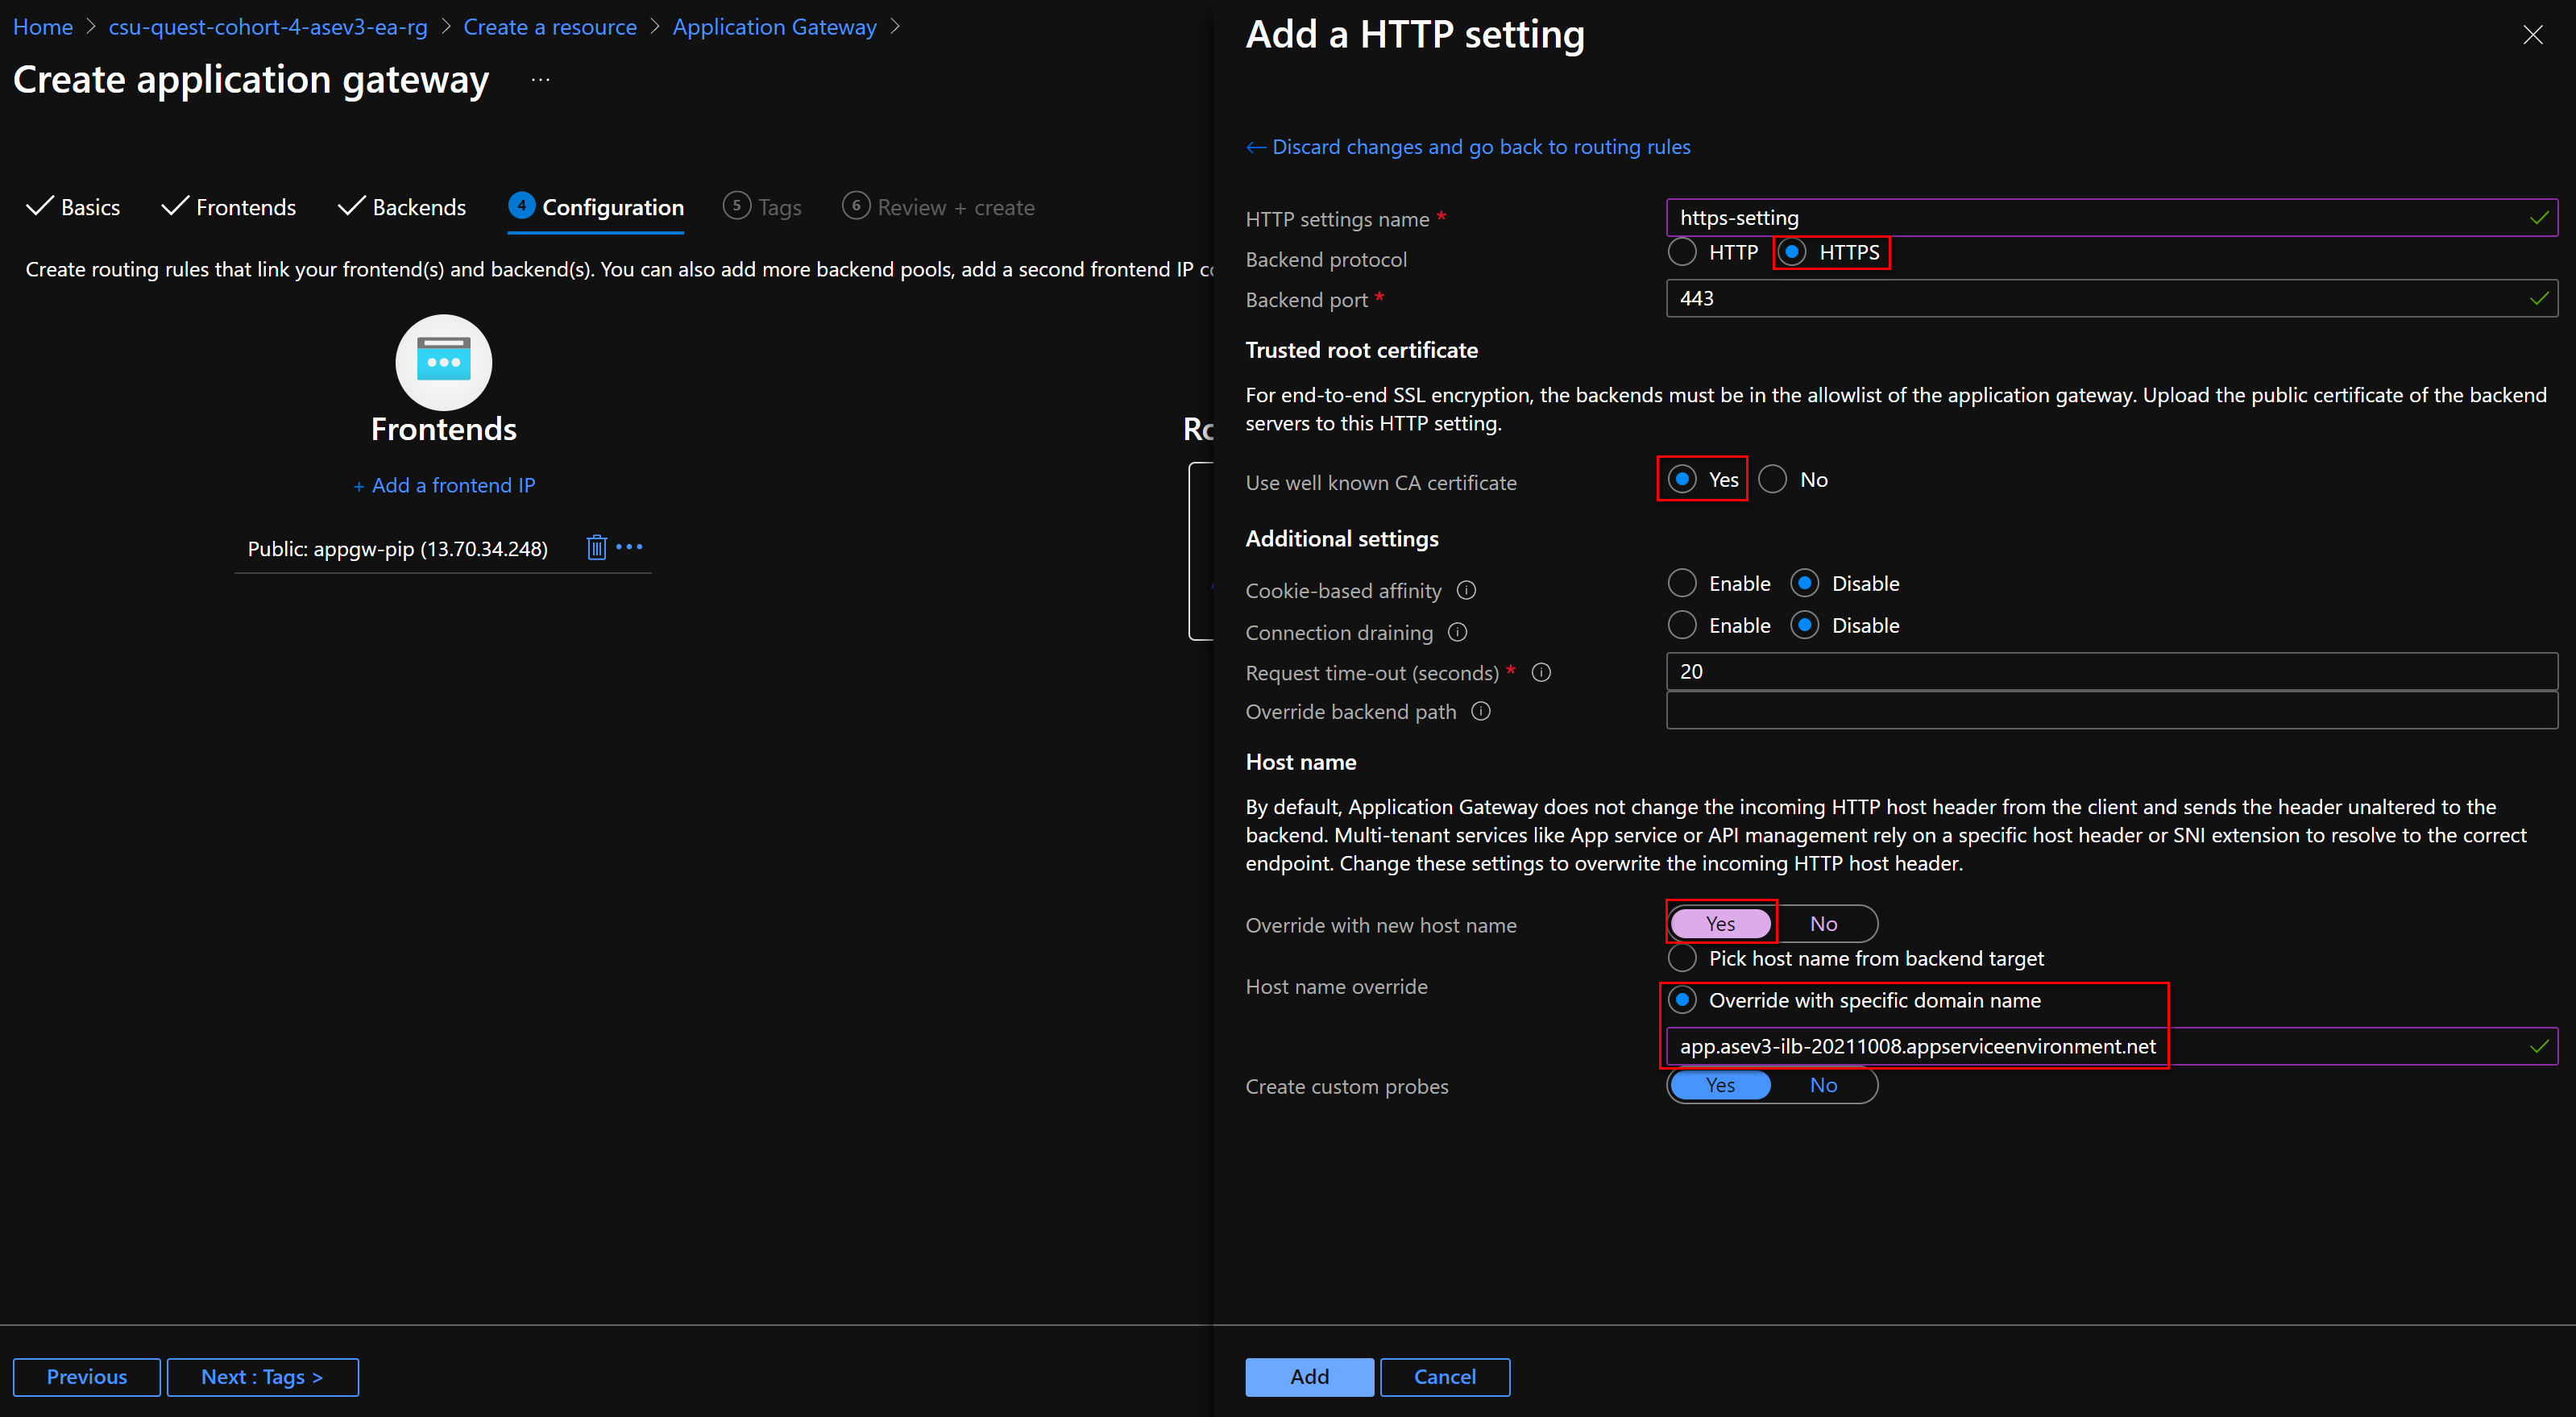 Home > csu-quest-cohort-4-asev3-ea-rg > Create a resource > Application Gateway >
Create application gateway ...
Basics
Frontends
Backends
4 Configuration
5 Tags
6 Review + create
Create routing rules that link your frontend(s) and backend(s). You can also add more backend pools, add a second frontend IP co
Frontends
+ Add a frontend IP
Public: appgw-pip (13.70.34.248) •••
Ro
Previous
Next : Tags >
Add a HTTP setting
← Discard changes and go back to routing rules
HTTP settings name * https-setting
Backend protocol HTTP HTTPS
Backend port * 443
Trusted root certificate
For end-to-end SSL encryption, the backends must be in the allowlist of the application gateway. Upload the public certificate of the backend
servers to this HTTP setting.
Use well known CA certificate Yes No
Additional settings
Cookie-based affinity Enable Disable
Connection draining Enable Disable
Request time-out (seconds) * 20
Override backend path
Host name
By default, Application Gateway does not change the incoming HTTP host header from the client and sends the header unaltered to the
backend. Multi-tenant services like App service or API management rely on a specific host header or SNI extension to resolve to the correct
endpoint. Change these settings to overwrite the incoming HTTP host header.
Override with new host name Yes No
Pick host name from backend target
Host name override
Override with specific domain name
app.asev3-ilb-20211008.appserviceenvironment.net
Create custom probes Yes No
Add
Cancel